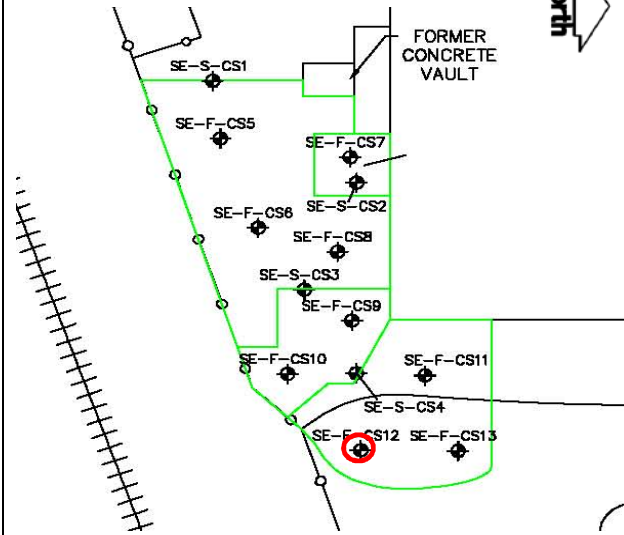 rth
FORMER
CONCRETE
VAULT
SE-S-CS1
SE-F-CS5
SE-F-CS7
SE-S-CS2
SE-F-CS6
SE-F-CS8
SE-S-CS3
SE-F-CS9
SE-F-CS10
SE-F-CS11
SE-S-CS4
SE-F-CS12
SE-F-CS13